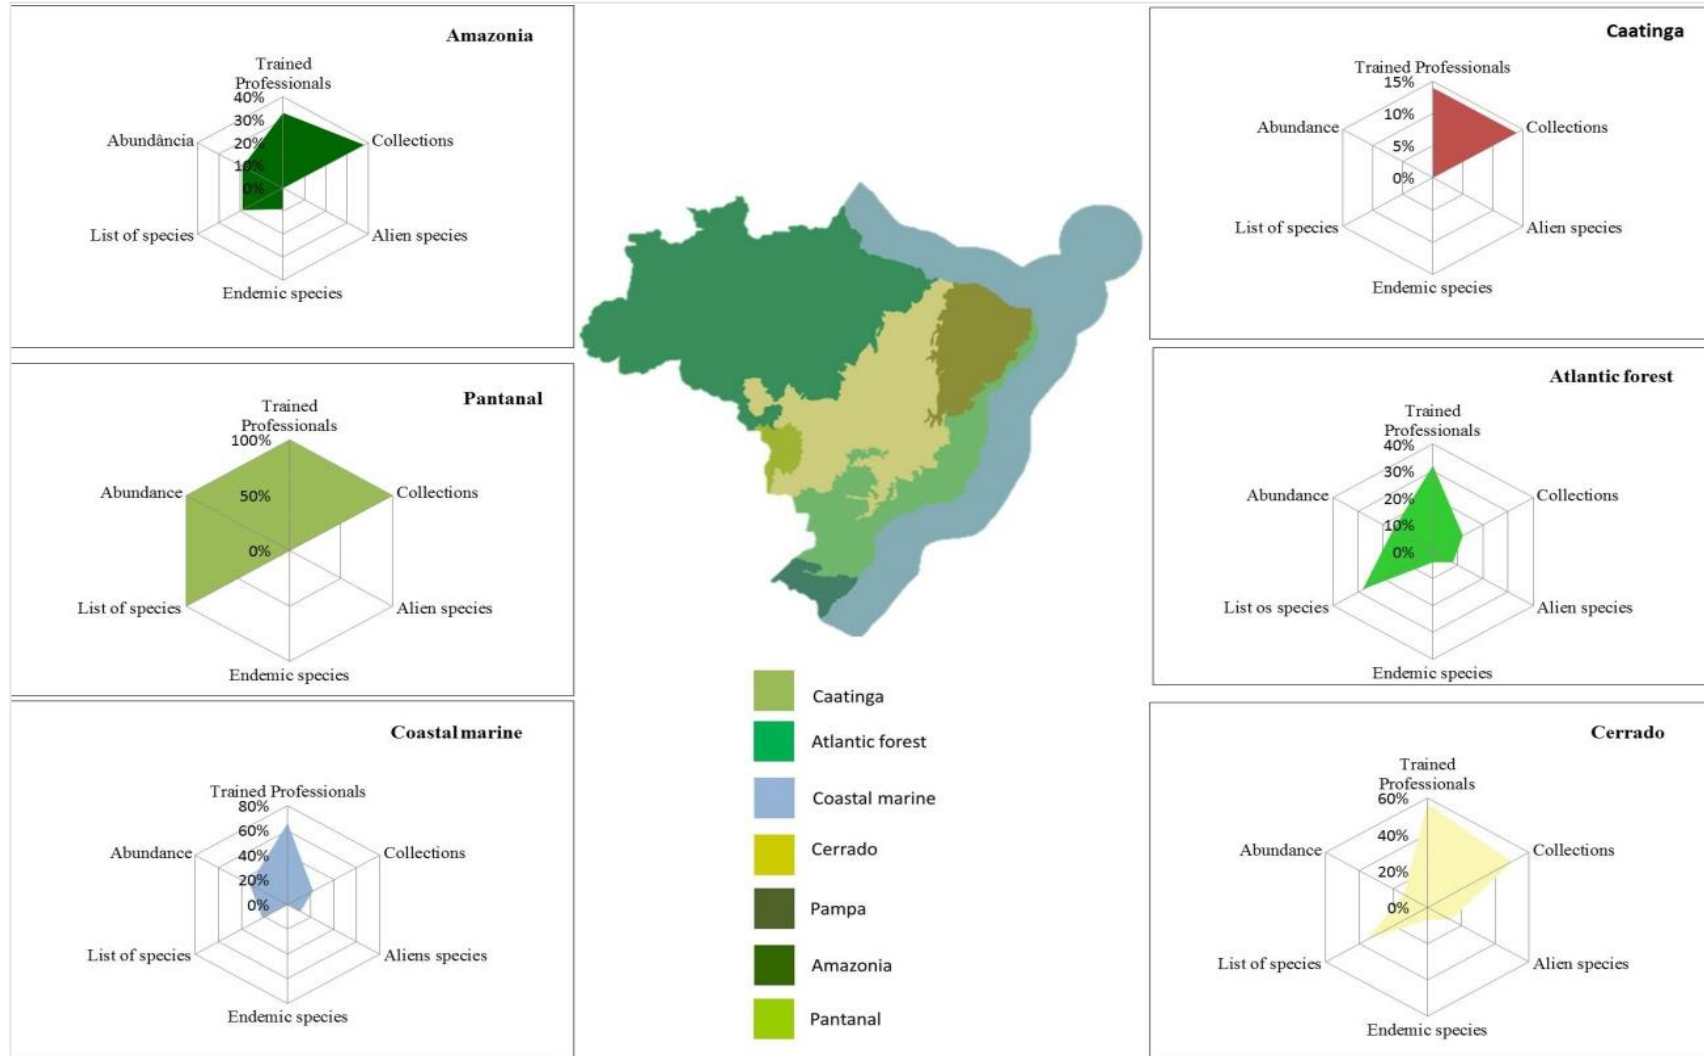 Amazonia
Trained
Professionals
40%
30%
Abundância
20%
Collections
10%
0%
List of species
Alien species
Endemic species
Pantanal
Trained
Professionals
100%
Abundance
50%
Collections
0%
List of species
Alien species
Endemic species
Coastal marine
Trained Professionals
80%
60%
Abundance
40%
Collections
20%
0%
List of species
Aliens species
Endemic species
Caatinga
Atlantic forest
Coastal marine
Cerrado
Pampa
Amazonia
Pantanal
Caatinga
Trained Professionals
15%
Abundance
10%
Collections
5%
0%
List of species
Alien species
Endemic species
Atlantic forest
Trained
Professionals
40%
30%
Abundance
20%
Collections
10%
0%
List os species
Alien species
Endemic species
Cerrado
Trained
Professionals
60%
Abundance
40%
Collections
20%
0%
List of species
Alien species
Endemic species